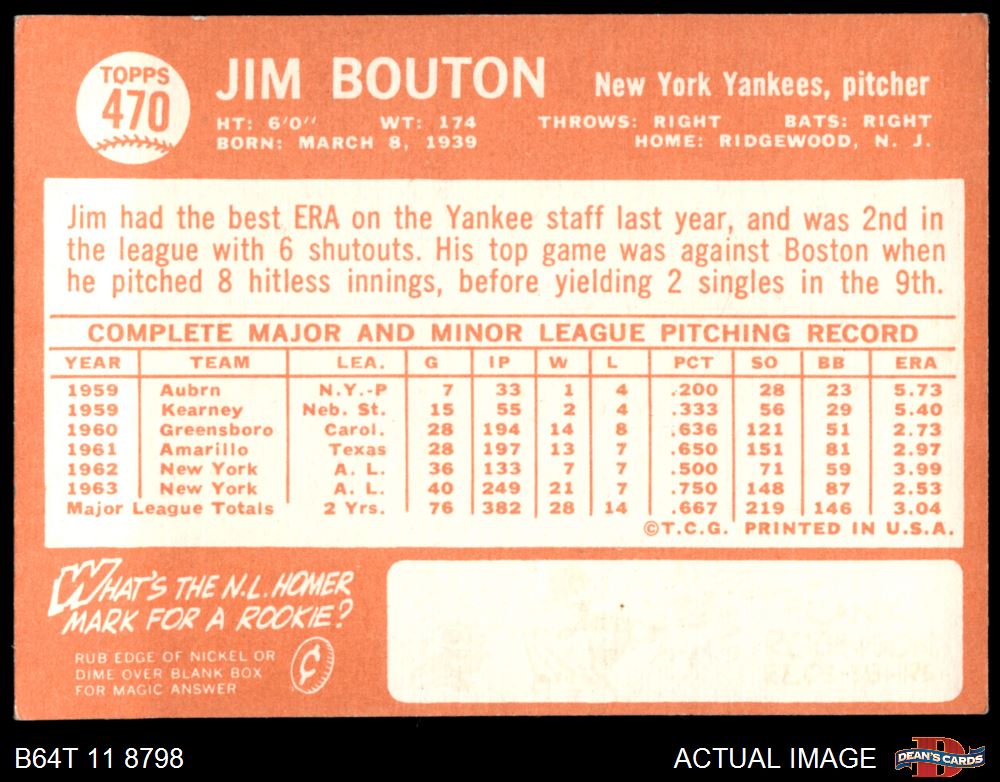 TOPPS
470
JIM BOUTON
New York Yankees, pitcher
HT: 6'0" WT: 174 THROWS: RIGHT BATS: RIGHT
BORN: MARCH 8, 1939 HOME: RIDGEWOOD, N. J.
Jim had the best ERA on the Yankee staff last year, and was 2nd in
the league with 6 shutouts. His top game was against Boston when
he pitched 8 hitless innings, before yielding 2 singles in the 9th.
COMPLETE MAJOR AND MINOR LEAGUE PITCHING RECORD
YEAR TEAM LEA. G IP W L PCT SO BB ERA
1959 Aubrn N.Y.-P 7 33 1 4 .200 28 23 5.73
1959 Kearney Neb. St. 15 55 2 4 .333 56 29 5.40
1960 Greensboro Carol. 28 194 14 8 .636 121 51 2.73
1961 Amarillo Texas 28 197 13 7 .650 151 81 2.97
1962 New York A. L. 36 133 7 7 .500 71 59 3.99
1963 New York A. L. 40 249 21 7 .750 148 87 2.53
Major League Totals 2 Yrs. 76 382 28 14 .667 219 146 3.04
©T.C.G. PRINTED IN U.S.A.
WHAT'S THE N.L. HOMER
MARK FOR A ROOKIE?
RUB EDGE OF NICKEL OR
DIME OVER BLANK BOX
FOR MAGIC ANSWER
¢
B64T 11 8798
ACTUAL IMAGE
D
DEAN'S CARDS